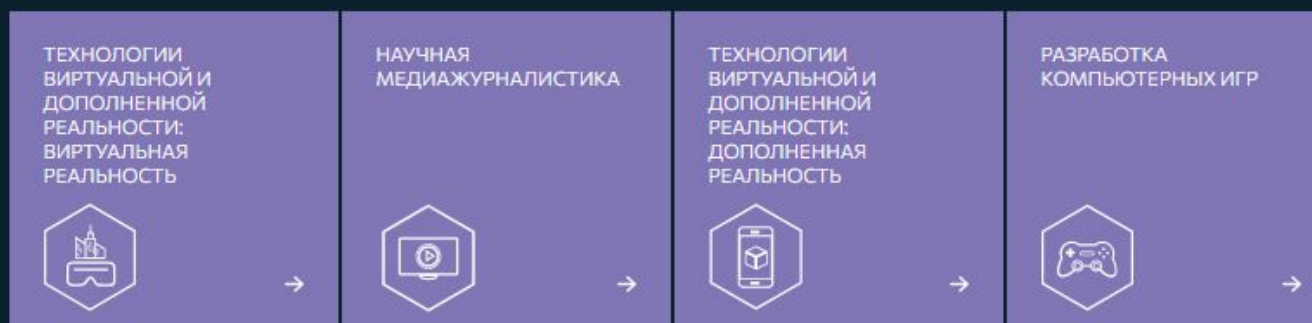 ТЕХНОЛОГИИ
ВИРТУАЛЬНОЙ И
ДОПОЛНЕННОЙ
РЕАЛЬНОСТИ:
ВИРТУАЛЬНАЯ
РЕАЛЬНОСТЬ
НАУЧНАЯ
МЕДИАЖУРНАЛИСТИКА
ТЕХНОЛОГИИ
ВИРТУАЛЬНОЙ И
ДОПОЛНЕННОЙ
РЕАЛЬНОСТИ:
ДОПОЛНЕННАЯ
РЕАЛЬНОСТЬ
РАЗРАБОТКА
КОМПЬЮТЕРНЫХ ИГР